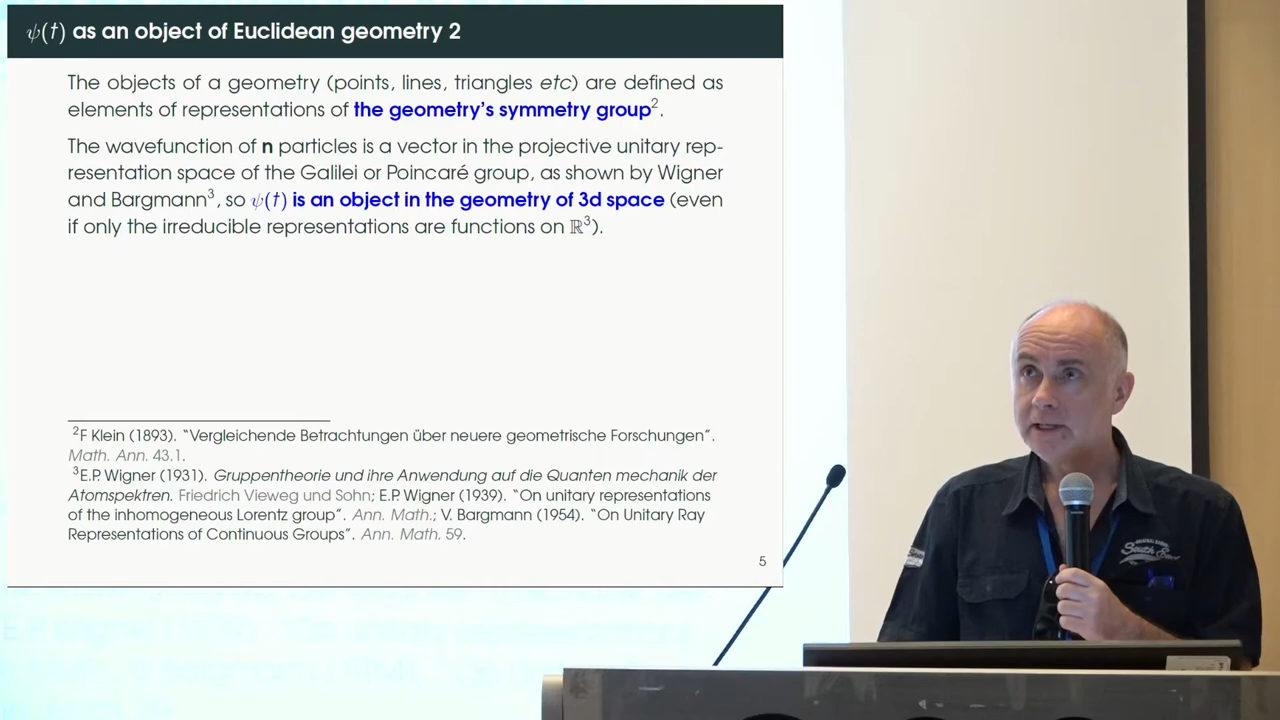 ψ(t) as an object of Euclidean geometry 2
The objects of a geometry (points, lines, triangles etc) are defined as
elements of representations of the geometry's symmetry group².
The wavefunction of n particles is a vector in the projective unitary rep-
resentation space of the Galilei or Poincaré group, as shown by Wigner
and Bargmann³, so ψ(t) is an object in the geometry of 3d space (even
if only the irreducible representations are functions on ℝ³).
²F Klein (1893). "Vergleichende Betrachtungen über neuere geometrische Forschungen".
Math. Ann. 43.1.
³E.P. Wigner (1931). Gruppentheorie und ihre Anwendung auf die Quanten mechanik der
Atomspektren. Friedrich Vieweg und Sohn; E.P. Wigner (1939). "On unitary representations
of the inhomogeneous Lorentz group". Ann. Math.; V. Bargmann (1954). "On Unitary Ray
Representations of Continuous Groups". Ann. Math. 59.
5
South East